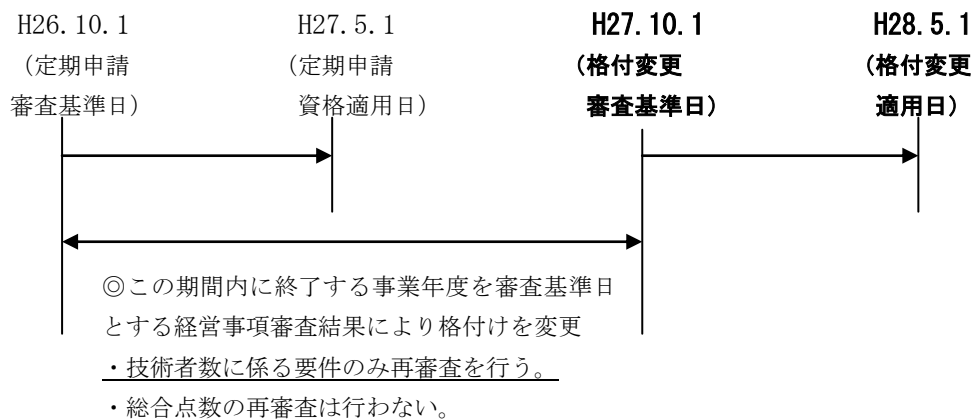 H26.10.1 H27.5.1 H27.10.1 H28.5.1
（定期申請 （定期申請 （格付変更 （格付変更
審査基準日） 資格適用日） 審査基準日） 適用日）
◎この期間内に終了する事業年度を審査基準日
とする経営事項審査結果により格付けを変更
・技術者数に係る要件のみ再審査を行う。
・総合点数の再審査は行わない。